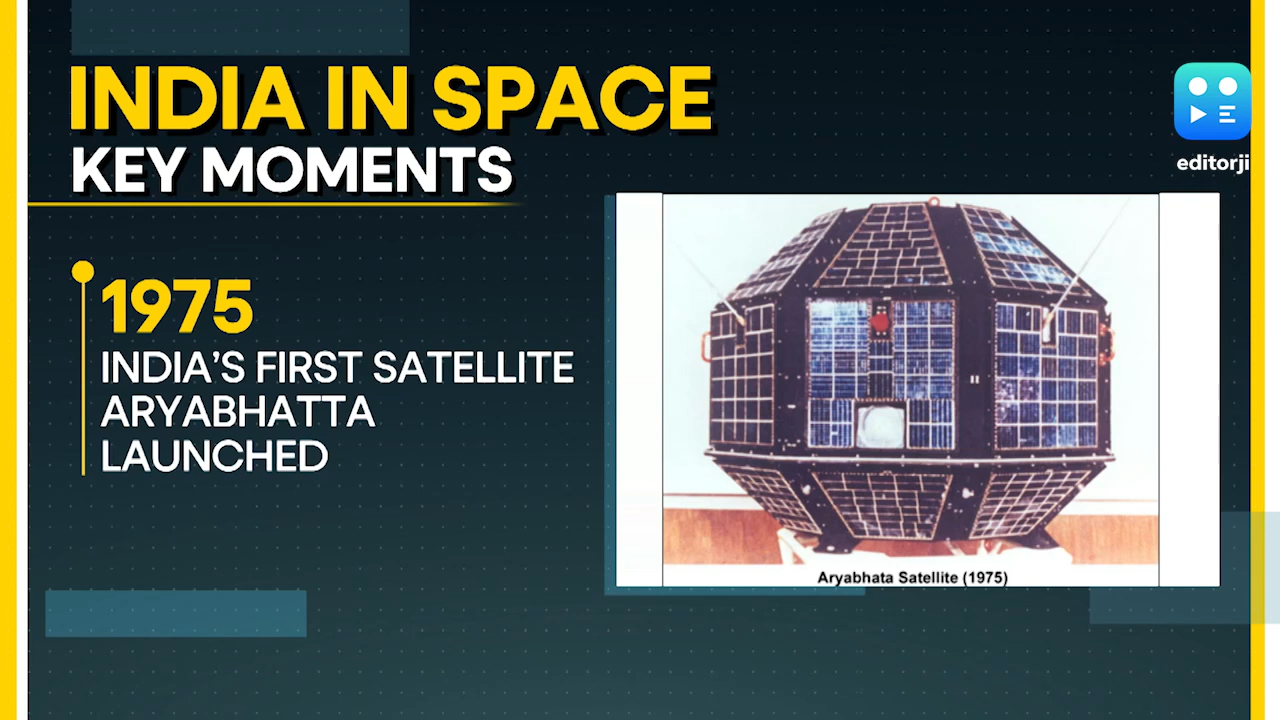 INDIA IN SPACE
KEY MOMENTS
editorji
1975
INDIA'S FIRST SATELLITE
ARYABHATTA
LAUNCHED
Aryabhata Satellite (1975)